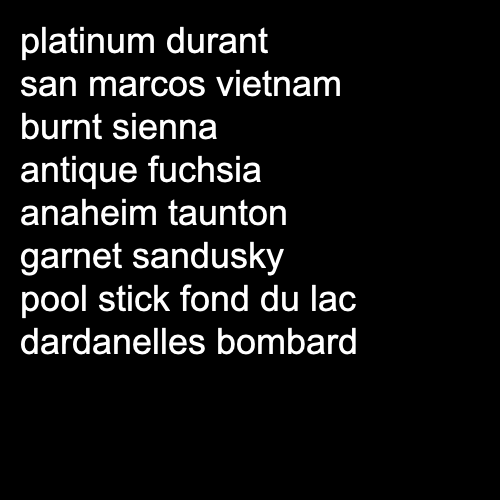 platinum durant
san marcos vietnam
burnt sienna
antique fuchsia
anaheim taunton
garnet sandusky
pool stick fond du lac
dardanelles bombard